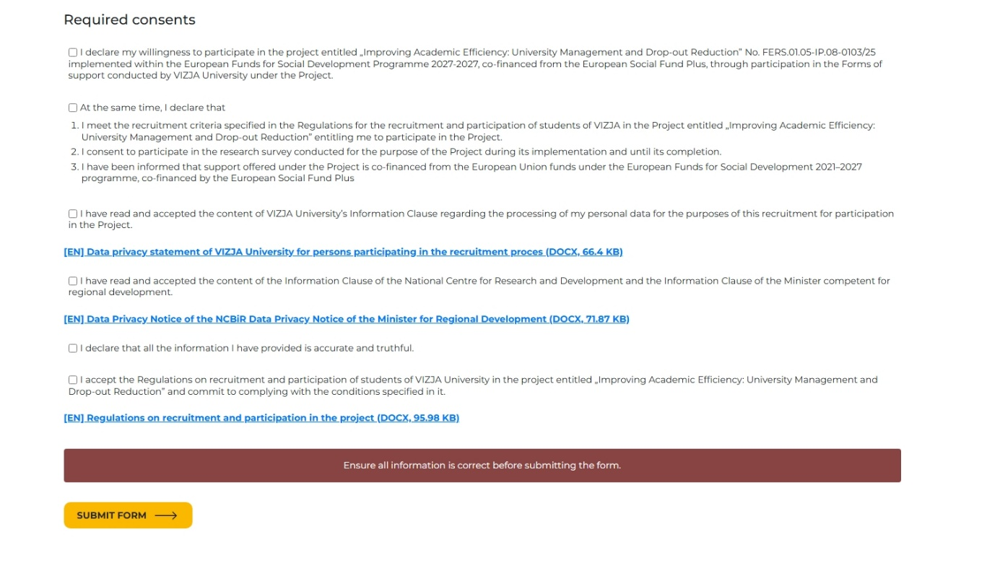 Required consents
I declare my willingness to participate in the project entitled „Improving Academic Efficiency: University Management and Drop-out Reduction” No. FERS.01.05-IP.08-0103/25
implemented within the European Funds for Social Development Programme 2027-2027, co-financed from the European Social Fund Plus, through participation in the Forms of
support conducted by VIZJA University under the Project.
At the same time, I declare that
1. I meet the recruitment criteria specified in the Regulations for the recruitment and participation of students of VIZJA in the Project entitled „Improving Academic Efficiency:
University Management and Drop-out Reduction” entitling me to participate in the Project.
2. I consent to participate in the research survey conducted for the purpose of the Project during its implementation and until its completion.
3. I have been informed that support offered under the Project is co-financed from the European Union funds under the European Funds for Social Development 2021–2027
programme, co-financed by the European Social Fund Plus
I have read and accepted the content of VIZJA University’s Information Clause regarding the processing of my personal data for the purposes of this recruitment for participation
in the Project.
[EN] Data privacy statement of VIZJA University for persons participating in the recruitment proces (DOCX, 66.4 KB)
I have read and accepted the content of the Information Clause of the National Centre for Research and Development and the Information Clause of the Minister competent for
regional development.
[EN] Data Privacy Notice of the NCBiR Data Privacy Notice of the Minister for Regional Development (DOCX, 71.87 KB)
I declare that all the information I have provided is accurate and truthful.
I accept the Regulations on recruitment and participation of students of VIZJA University in the project entitled „Improving Academic Efficiency: University Management and
Drop-out Reduction” and commit to complying with the conditions specified in it.
[EN] Regulations on recruitment and participation in the project (DOCX, 95.98 KB)
Ensure all information is correct before submitting the form.
SUBMIT FORM